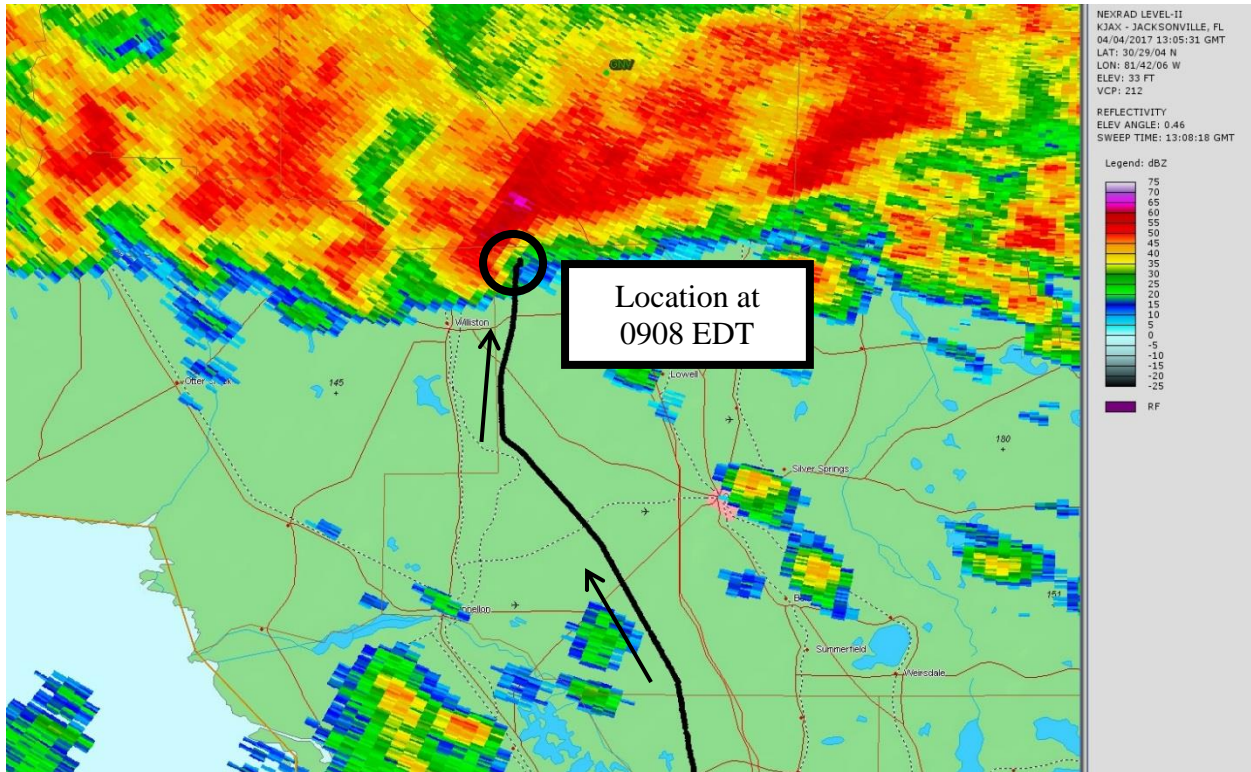 GNV
Location at
0908 EDT
Williston
Otter
145
Lowell
180
Silver Springs
151
Summerfield
Weirsdale
NEXRAD LEVEL-II
KJAX - JACKSONVILLE, FL
04/04/2017 13:05:31 GMT
LAT: 30/29/04 N
LON: 81/42/06 W
ELEV: 33 FT
VCP: 212
REFLECTIVITY
ELEV ANGLE: 0.46
SWEEP TIME: 13:08:18 GMT
Legend: dBZ
75
70
65
60
55
50
45
40
35
30
25
20
15
10
5
0
-5
-10
-15
-20
-25
RF